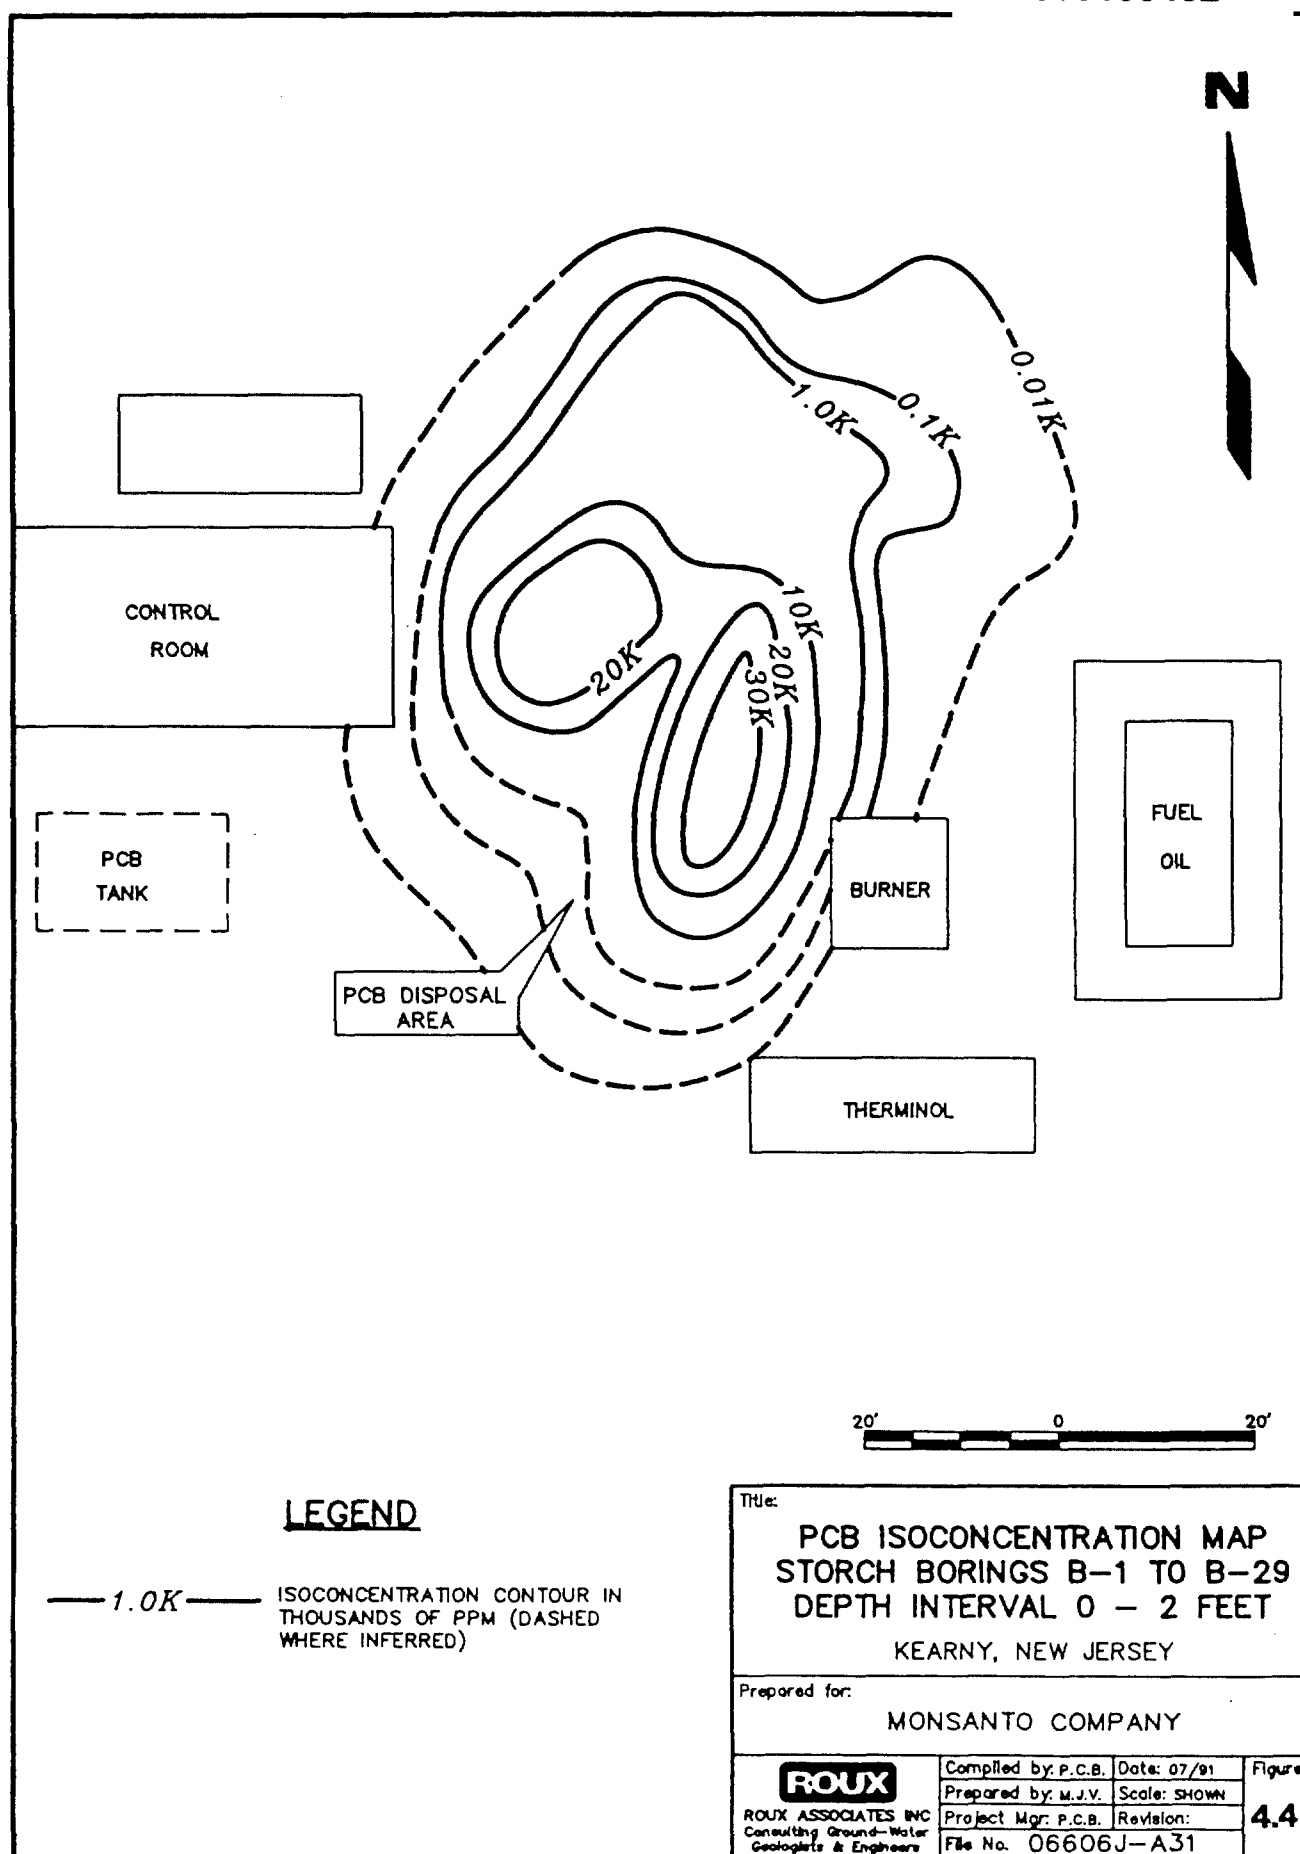 N
0.01K
0.1K
1.0K
10K
20K
20K
30K
CONTROL
ROOM
PCB
TANK
FUEL
OIL
BURNER
PCB DISPOSAL
AREA
THERMINOL
20' 0 20'
LEGEND
1.0K ISOCONCENTRATION CONTOUR IN
THOUSANDS OF PPM (DASHED
WHERE INFERRED)
Title:
PCB ISOCONCENTRATION MAP
STORCH BORINGS B-1 TO B-29
DEPTH INTERVAL 0 - 2 FEET
KEARNY, NEW JERSEY
Prepared for:
MONSANTO COMPANY
ROUX
ROUX ASSOCIATES INC
Consulting Ground-Water
Geologists & Engineers
Compiled by: P.C.B. Date: 07/91
Prepared by: M.J.V. Scale: SHOWN
Project Mgr: P.C.B. Revision:
File No. 06606J-A31
Figure
4.4